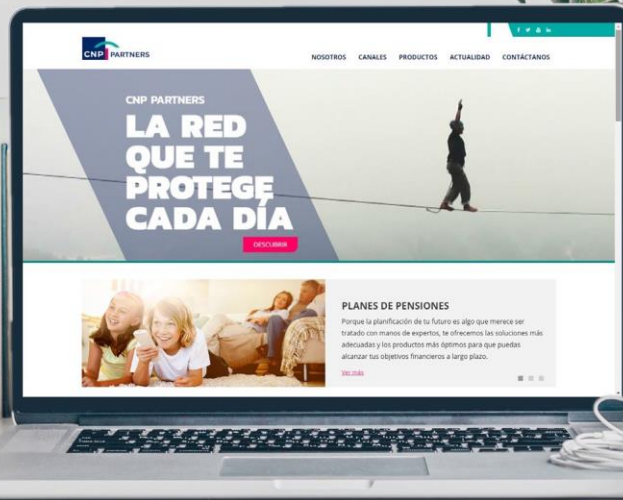 CNP PARTNERS
NOSOTROS CANALES PRODUCTOS ACTUALIDAD CONTÁCTANOS
CNP PARTNERS
LA RED
QUE TE
PROTEGE
CADA DÍA
DESCUBRIR
PLANES DE PENSIONES
Porque la planificación de tu futuro es algo que merece ser
tratado con manos de expertos, te ofrecemos las soluciones más
adecuadas y los productos más óptimos para que puedas
alcanzar tus objetivos financieros a largo plazo.
Ver más